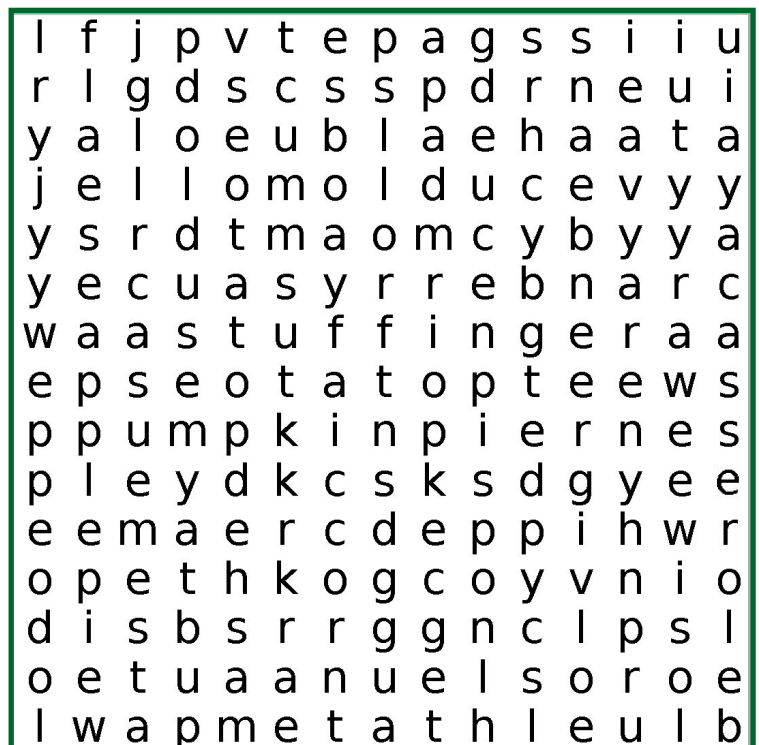 l f j p v t e p a g s s i i u
r l g d s c s s p d r n e u i
y a l o e u b l a e h a a t a
j e l l o m o l d u c e v y y
y s r d t m a o m c y b y y a
y e c u a s y r r e b n a r c
w a a s t u f f i n g e r a a
e p s e o t a t o p t e e w s
p p u m p k i n p i e r n e s
p l e y d k c s k s d g y e e
e e m a e r c d e p p i h w r
o p e t h k o g c o y v n i o
d i s b s r r g g n c l p s l
o e t u a a n u e l s o r o e
l w a p m e t a t h l e u l b